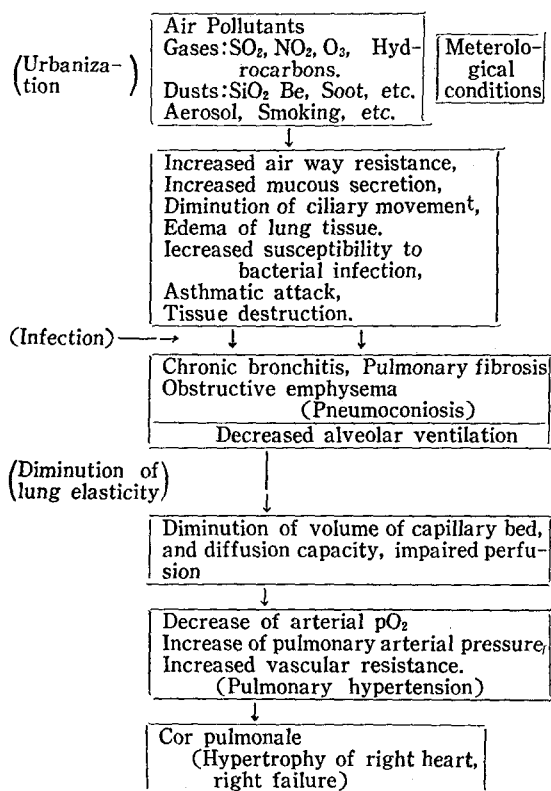 Air Pollutants
Gases:SO₂, NO₂, O₃, Hyd-
rocarbons.
Dusts:SiO₂ Be, Soot, etc.
Aerosol, Smoking, etc.
(Urbaniza-
tion)
Meterolo-
gical
conditions
Increased air way resistance,
Increased mucous secretion,
Diminution of ciliary movement,
Edema of lung tissue.
Iecreased susceptibility to
bacterial infection,
Asthmatic attack,
Tissue destruction.
(Infection)
Chronic bronchitis, Pulmonary fibrosis
Obstructive emphysema
(Pneumoconiosis)
Decreased alveolar ventilation
(Diminution of
lung elasticity)
Diminution of volume of capillary bed,
and diffusion capacity, impaired perfu-
sion
Decrease of arterial pO₂
Increase of pulmonary arterial pressure,
Increased vascular resistance.
(Pulmonary hypertension)
Cor pulmonale
(Hypertrophy of right heart,
right failure)